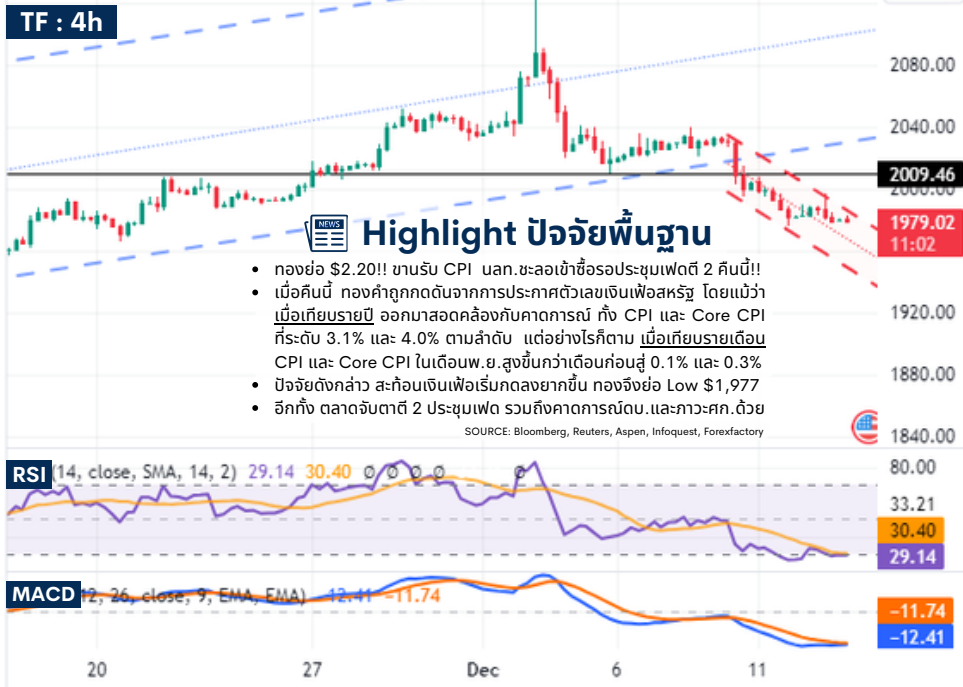 TF : 4h
2080.00
2040.00
2009.46
2000.00
1979.02
11:02
NEWS
Highlight ปัจจัยพื้นฐาน
• ทองย่อ $2.20!! ขานรับ CPI นลท.ชะลอเข้าซื้อรอประชุมเฟดตี 2 คืนนี้!!
• เมื่อคืนนี้ ทองคำถูกกดดันจากการประกาศตัวเลขเงินเฟ้อสหรัฐ โดยแม้ว่า
เมื่อเทียบรายปี ออกมาสอดคล้องกับคาดการณ์ ทั้ง CPI และ Core CPI
ที่ระดับ 3.1% และ 4.0% ตามลำดับ แต่อย่างไรก็ตาม เมื่อเทียบรายเดือน
CPI และ Core CPI ในเดือนพ.ย.สูงขึ้นกว่าเดือนก่อนสู่ 0.1% และ 0.3%
• ปัจจัยดังกล่าว สะท้อนเงินเฟ้อเริ่มกดลงยากขึ้น ทองจึงย่อ Low $1,977
• อีกทั้ง ตลาดจับตาตี 2 ประชุมเฟด รวมถึงคาดการณ์ดบ.และภาวะศก.ด้วย
SOURCE: Bloomberg, Reuters, Aspen, Infoquest, Forexfactory
1920.00
1880.00
1840.00
RSI (14, close, SMA, 14, 2) 29.14 30.40 Ø Ø Ø Ø Ø
80.00
33.21
30.40
29.14
MACD 12, 26, close, 9, EMA, EMA) -12.41 -11.74
−11.74
−12.41
20 27 Dec 6 11